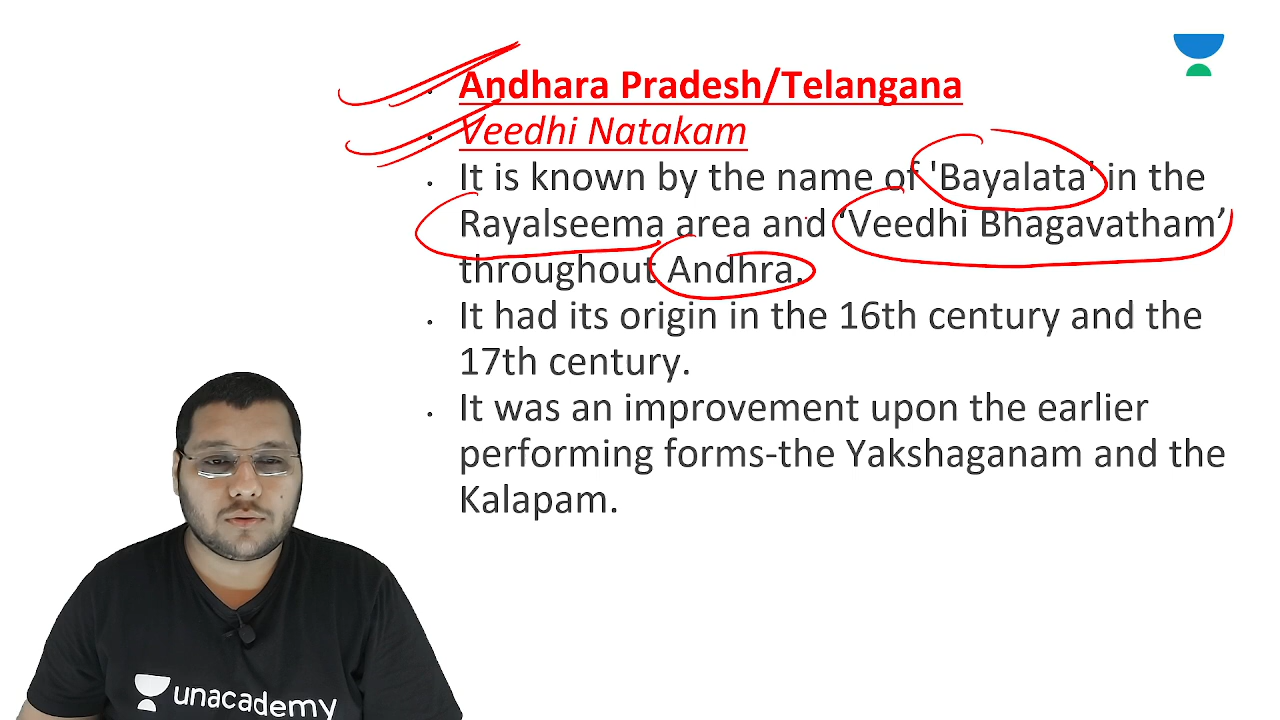 Andhara Pradesh/Telangana
Veedhi Natakam
It is known by the name of 'Bayalata' in the
Rayalseema area and ‘Veedhi Bhagavatham’
throughout Andhra.
It had its origin in the 16th century and the
17th century.
It was an improvement upon the earlier
performing forms-the Yakshaganam and the
Kalapam.
unacademy